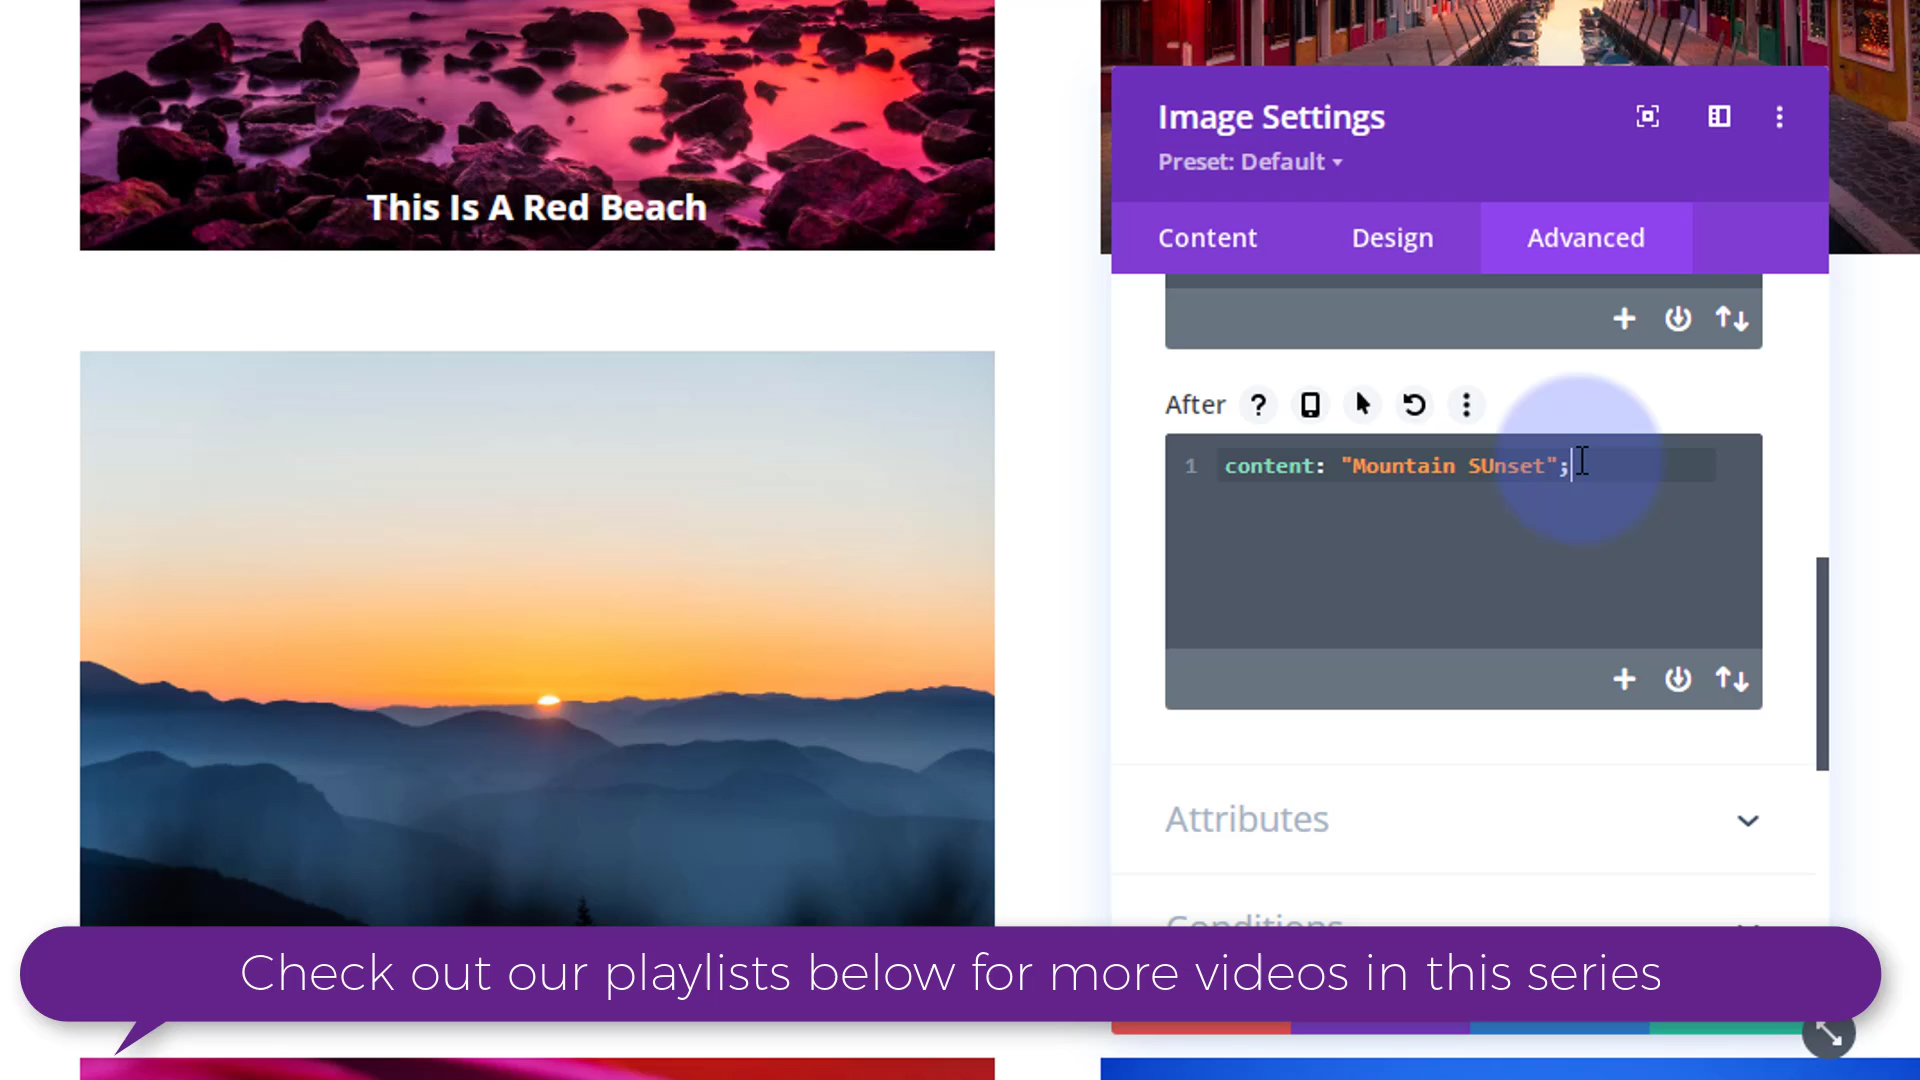 This Is A Red Beach
Image Settings
Preset: Default
Content
Design
Advanced
After
?
1
content: "Mountain SUnset";
Attributes
Conditions
Check out our playlists below for more videos in this series